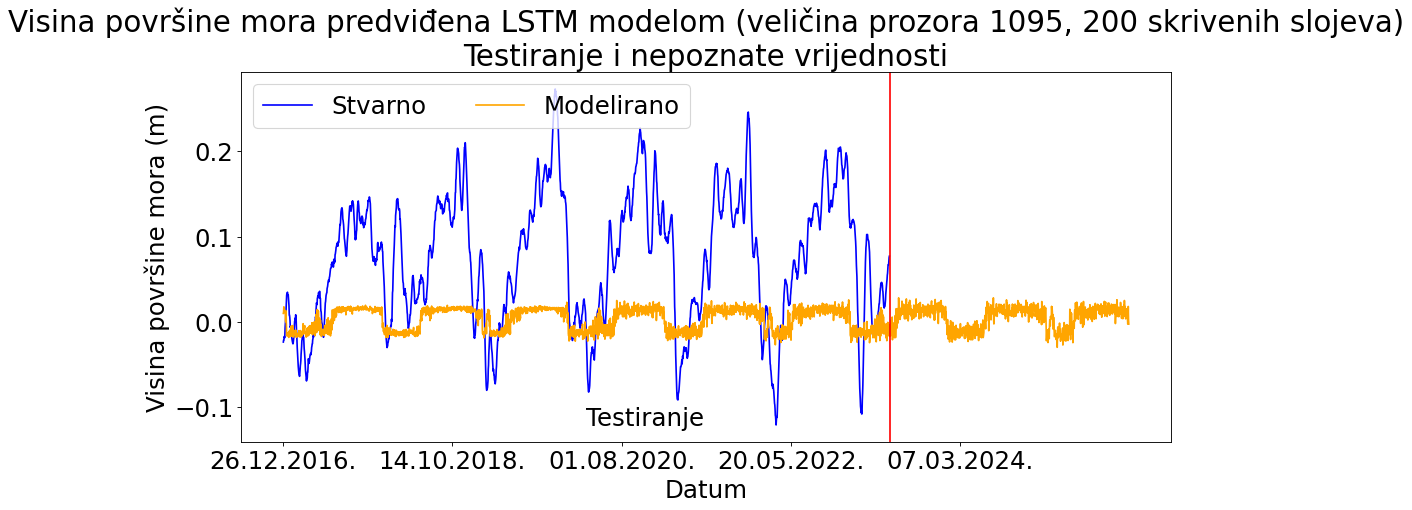 Visina površine mora predviđena LSTM modelom (veličina prozora 1095, 200 skrivenih slojeva)
Testiranje i nepoznate vrijednosti
Stvarno Modelirano
Visina površine mora (m)
0.2
0.1
0.0
−0.1
Testiranje
26.12.2016. 14.10.2018. 01.08.2020. 20.05.2022. 07.03.2024.
Datum